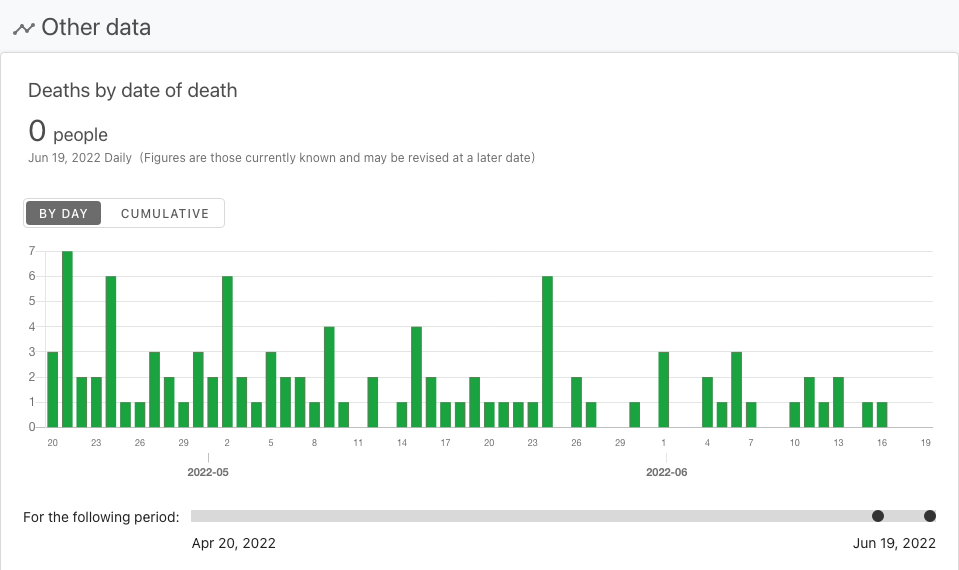 Other data
Deaths by date of death
0 people
Jun 19, 2022 Daily (Figures are those currently known and may be revised at a later date)
BY DAY CUMULATIVE
7
6
5
4
3
2
1
0
20 23 26 29 2 5 8 11 14 17 20 23 26 29 1 4 7 10 13 16 19
2022-05 2022-06
For the following period:
Apr 20, 2022 Jun 19, 2022